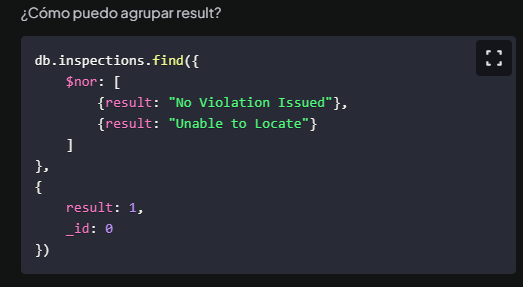 ¿Cómo puedo agrupar result?
db.inspections.find({
    $nor: [
        {result: "No Violation Issued"},
        {result: "Unable to Locate"}
    ]
},
{
    result: 1,
    _id: 0
})